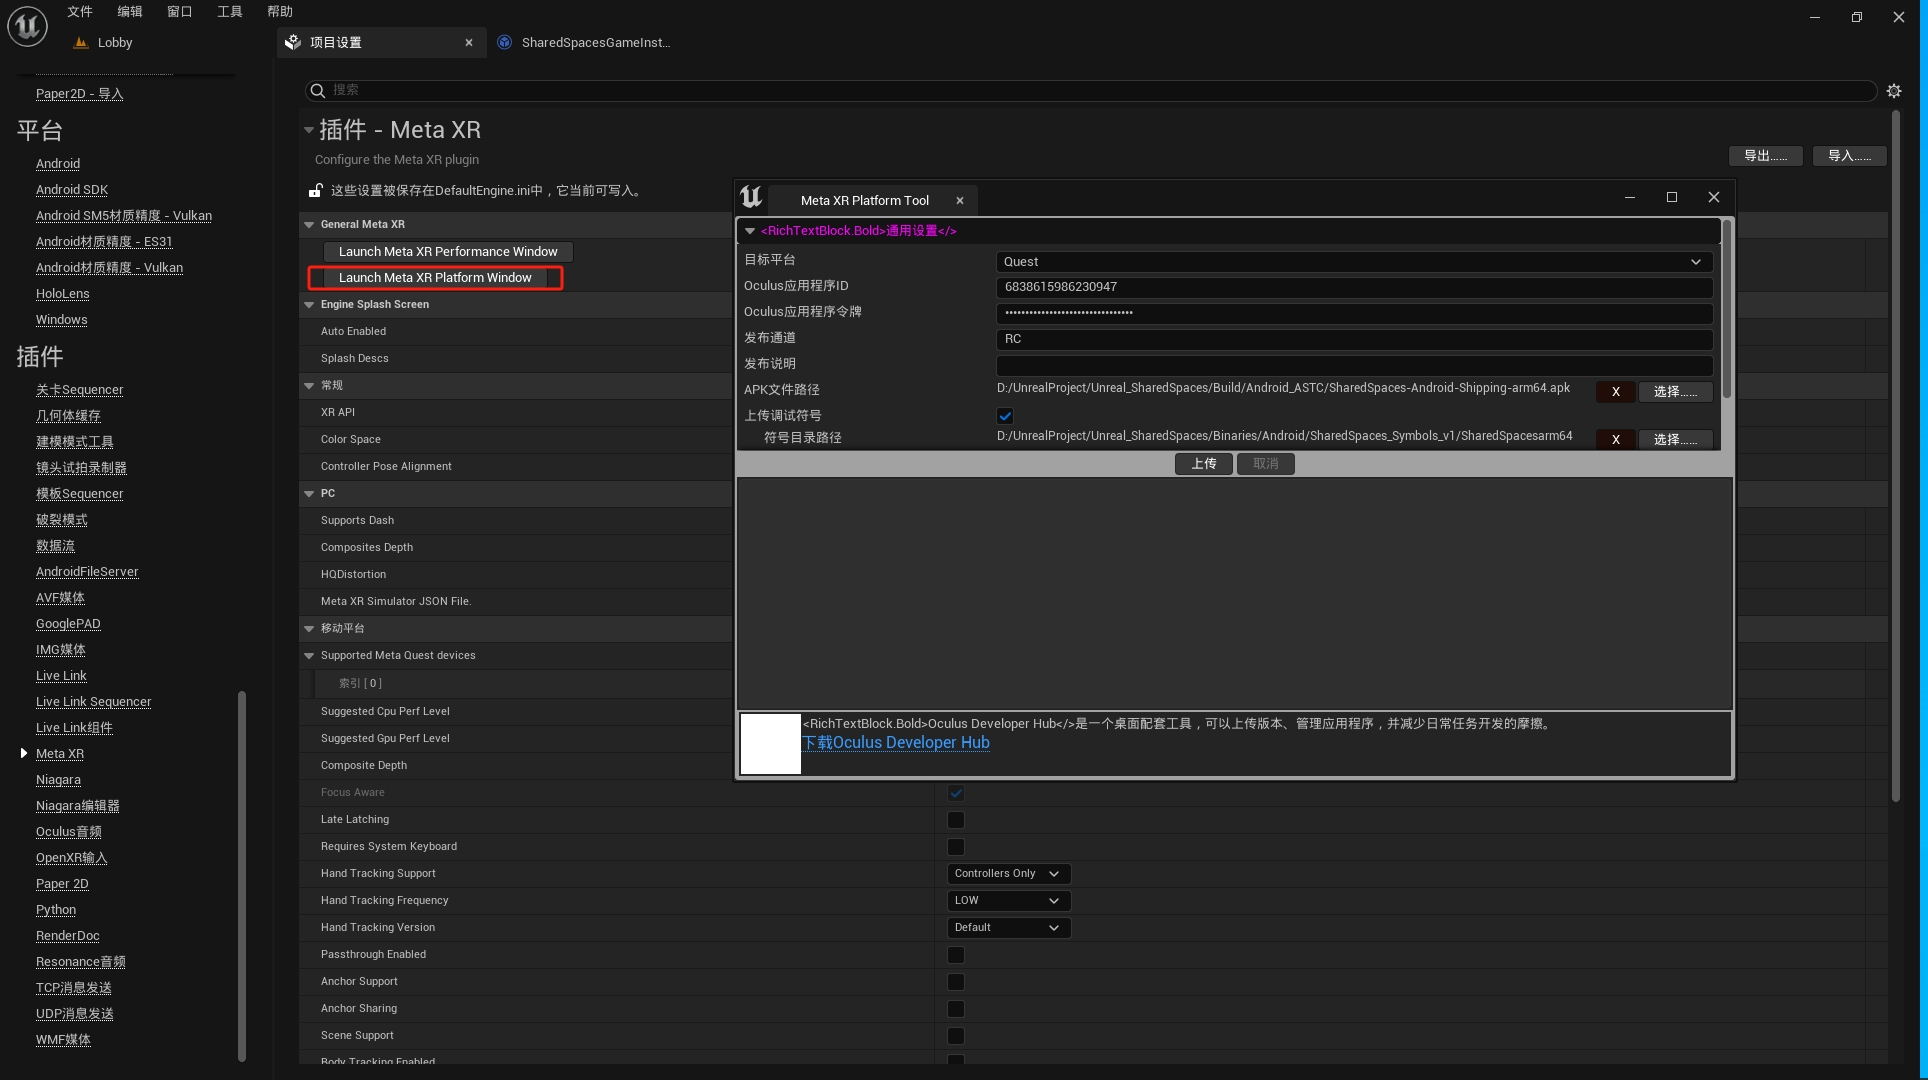 文件 编辑 窗口 工具 帮助
Lobby
项目设置
SharedSpacesGameInst...
搜索
Paper2D - 导入
平台
Android
Android SDK
Android SM5材质精度 - Vulkan
Android材质精度 - ES31
Android材质精度 - Vulkan
HoloLens
Windows
插件
关卡Sequencer
几何体缓存
建模模式工具
镜头试拍录制器
模板Sequencer
破裂模式
数据流
AndroidFileServer
AVF媒体
GooglePAD
IMG媒体
Live Link
Live Link Sequencer
Live Link组件
Meta XR
Niagara
Niagara编辑器
Oculus音频
OpenXR输入
Paper 2D
Python
RenderDoc
Resonance音频
TCP消息发送
UDP消息发送
WMF媒体
插件 - Meta XR
Configure the Meta XR plugin
导出...... 导入......
这些设置被保存在DefaultEngine.ini中，它当前可写入。
General Meta XR
Launch Meta XR Performance Window
Launch Meta XR Platform Window
Engine Splash Screen
Auto Enabled
Splash Descs
常规
XR API
Color Space
Controller Pose Alignment
PC
Supports Dash
Composites Depth
HQDistortion
Meta XR Simulator JSON File.
移动平台
Supported Meta Quest devices
索引 [ 0 ]
Suggested Cpu Perf Level
Suggested Gpu Perf Level
Composite Depth
Focus Aware
Late Latching
Requires System Keyboard
Hand Tracking Support Controllers Only
Hand Tracking Frequency LOW
Hand Tracking Version Default
Passthrough Enabled
Anchor Support
Anchor Sharing
Scene Support
Body Tracking Enabled
Meta XR Platform Tool
<RichTextBlock.Bold>通用设置</>
目标平台 Quest
Oculus应用程序ID 6838615986230947
Oculus应用程序令牌
发布通道 RC
发布说明
APK文件路径 D:/UnrealProject/Unreal_SharedSpaces/Build/Android_ASTC/SharedSpaces-Android-Shipping-arm64.apk X 选择......
上传调试符号
符号目录路径 D:/UnrealProject/Unreal_SharedSpaces/Binaries/Android/SharedSpaces_Symbols_v1/SharedSpacesarm64 X 选择......
上传 取消
<RichTextBlock.Bold>Oculus Developer Hub</>是一个桌面配套工具，可以上传版本、管理应用程序，并减少日常任务开发的摩擦。
下载Oculus Developer Hub